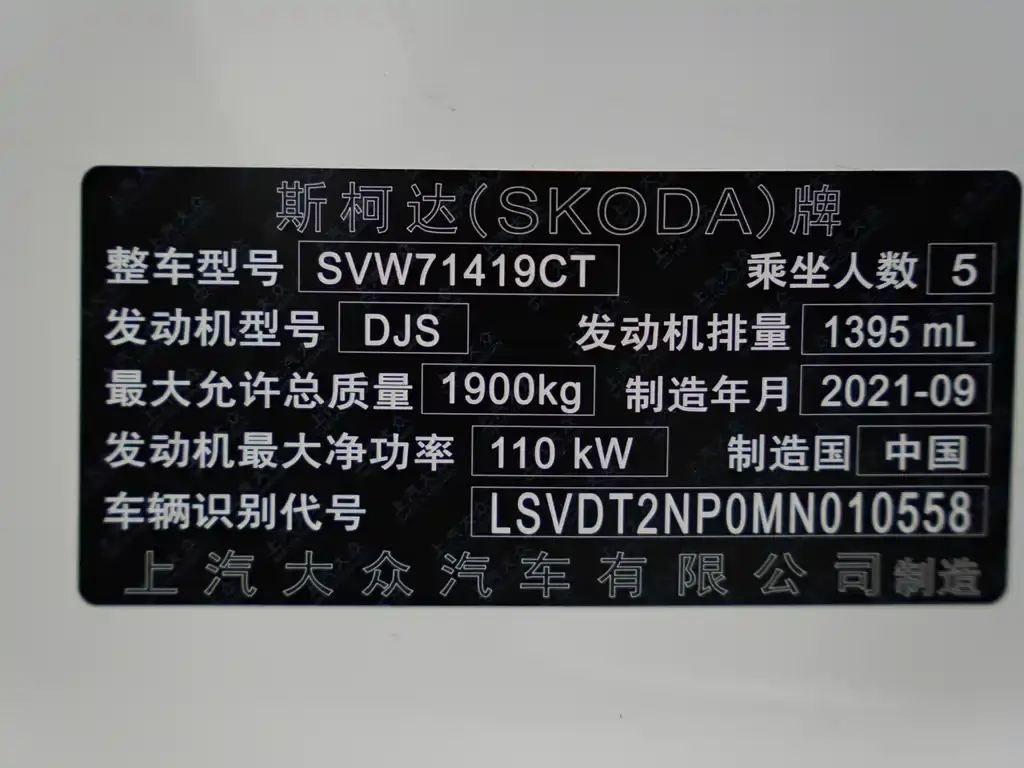 斯柯达(SKODA)牌
整车型号 SVW71419CT 乘坐人数 5
发动机型号 DJS 发动机排量 1395 mL
最大允许总质量 1900kg 制造年月 2021-09
发动机最大净功率 110 kW 制造国 中国
车辆识别代号 LSVDT2NP0MN010558
上汽大众汽车有限公司制造